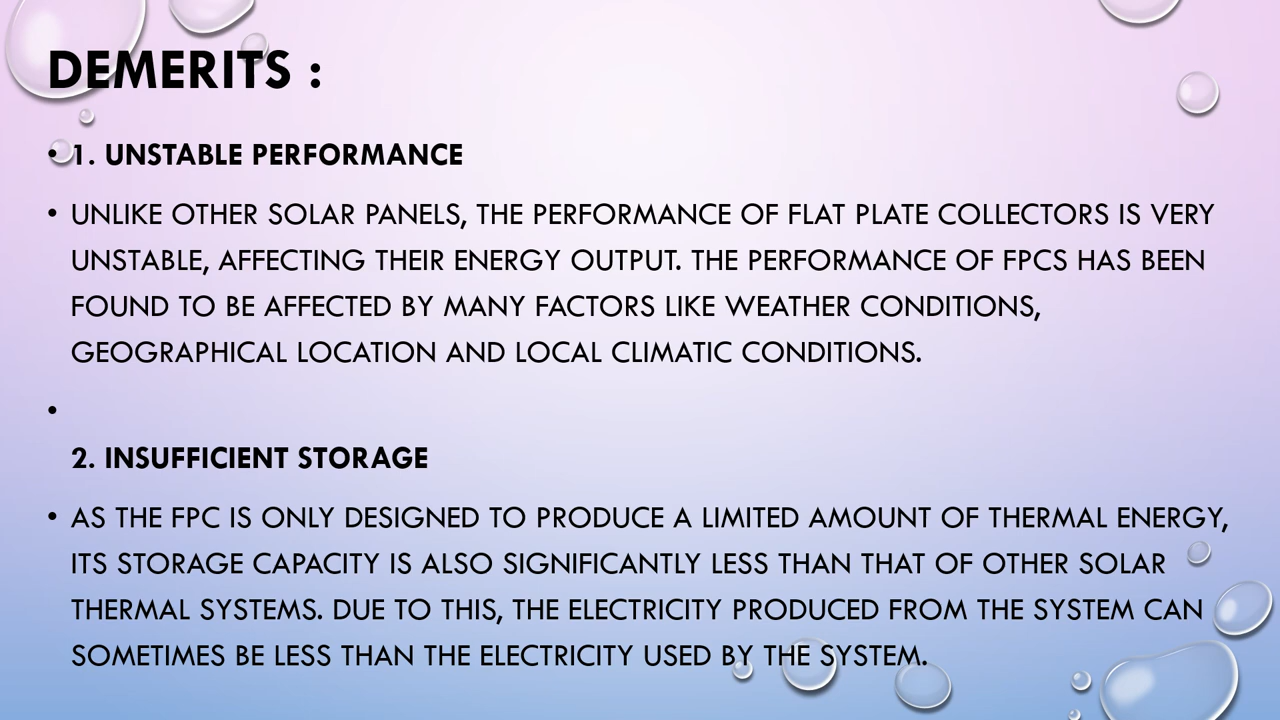 DEMERITS :
• 1. UNSTABLE PERFORMANCE
• UNLIKE OTHER SOLAR PANELS, THE PERFORMANCE OF FLAT PLATE COLLECTORS IS VERY
UNSTABLE, AFFECTING THEIR ENERGY OUTPUT. THE PERFORMANCE OF FPCS HAS BEEN
FOUND TO BE AFFECTED BY MANY FACTORS LIKE WEATHER CONDITIONS,
GEOGRAPHICAL LOCATION AND LOCAL CLIMATIC CONDITIONS.
•
2. INSUFFICIENT STORAGE
• AS THE FPC IS ONLY DESIGNED TO PRODUCE A LIMITED AMOUNT OF THERMAL ENERGY,
ITS STORAGE CAPACITY IS ALSO SIGNIFICANTLY LESS THAN THAT OF OTHER SOLAR
THERMAL SYSTEMS. DUE TO THIS, THE ELECTRICITY PRODUCED FROM THE SYSTEM CAN
SOMETIMES BE LESS THAN THE ELECTRICITY USED BY THE SYSTEM.